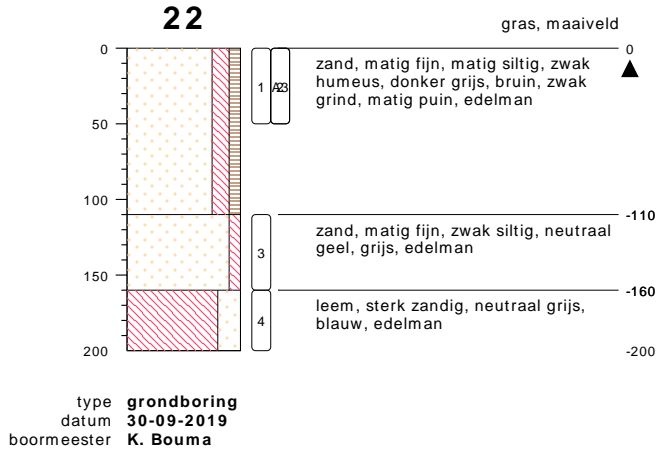 22
gras, maaiveld
0
0
zand, matig fijn, matig siltig, zwak
humeus, donker grijs, bruin, zwak
grind, matig puin, edelman
1
50
100
-110
zand, matig fijn, zwak siltig, neutraal
geel, grijs, edelman
3
150
-160
leem, sterk zandig, neutraal grijs,
blauw, edelman
4
200
-200
type grondboring
datum 30-09-2019
boormeester K. Bouma